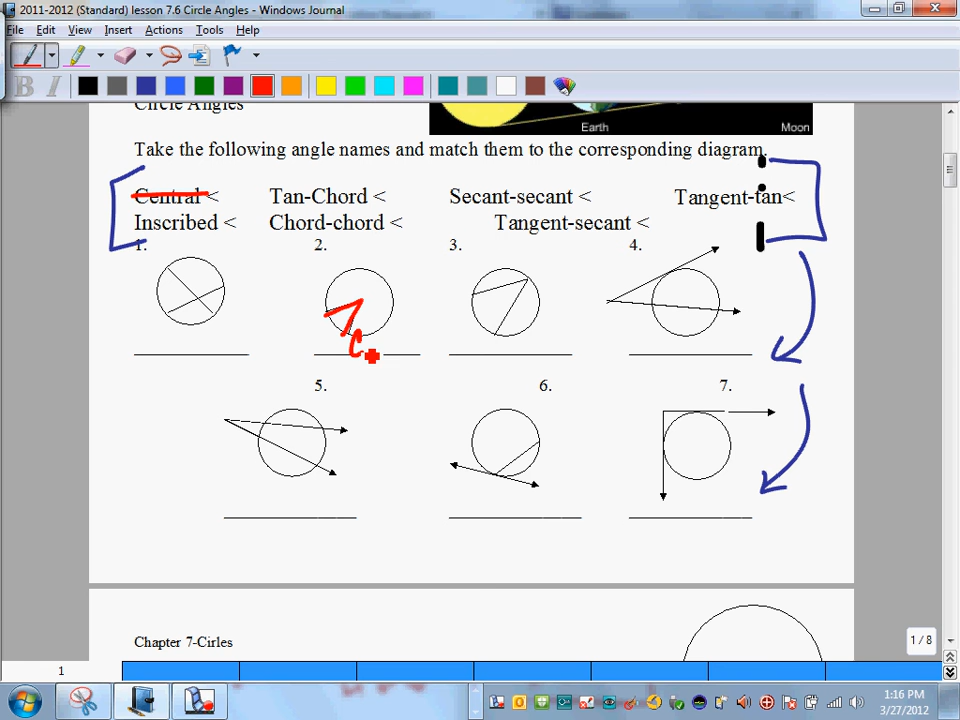 2011-2012 (Standard) lesson 7.6 Circle Angles - Windows Journal
File Edit View Insert Actions Tools Help
B I
Circle Angles
Earth Moon
Take the following angle names and match them to the corresponding diagram.
Central < Tan-Chord < Secant-secant < Tangent-tan<
Inscribed < Chord-chord < Tangent-secant <
1. 2. 3. 4.
5. 6. 7.
Chapter 7-Cirles
1 / 8
1
1:16 PM
3/27/2012